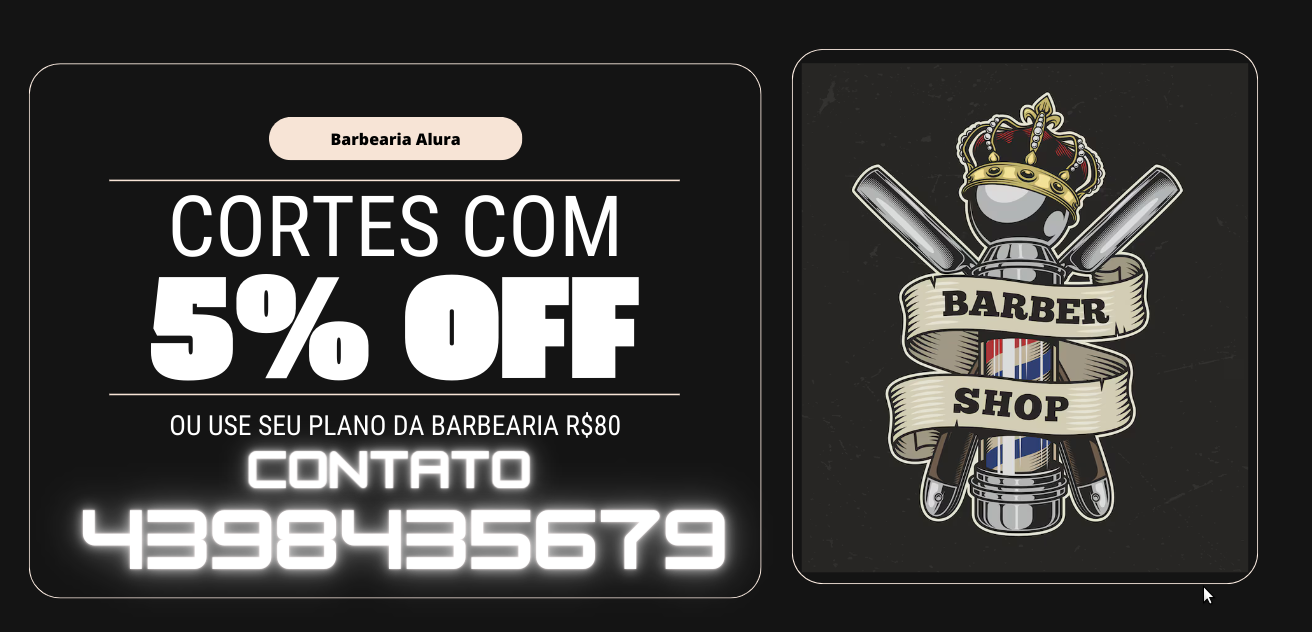 Barbearia Alura
CORTES COM
5% OFF
OU USE SEU PLANO DA BARBEARIA R$80
CONTATO
4398435679
BARBER
SHOP